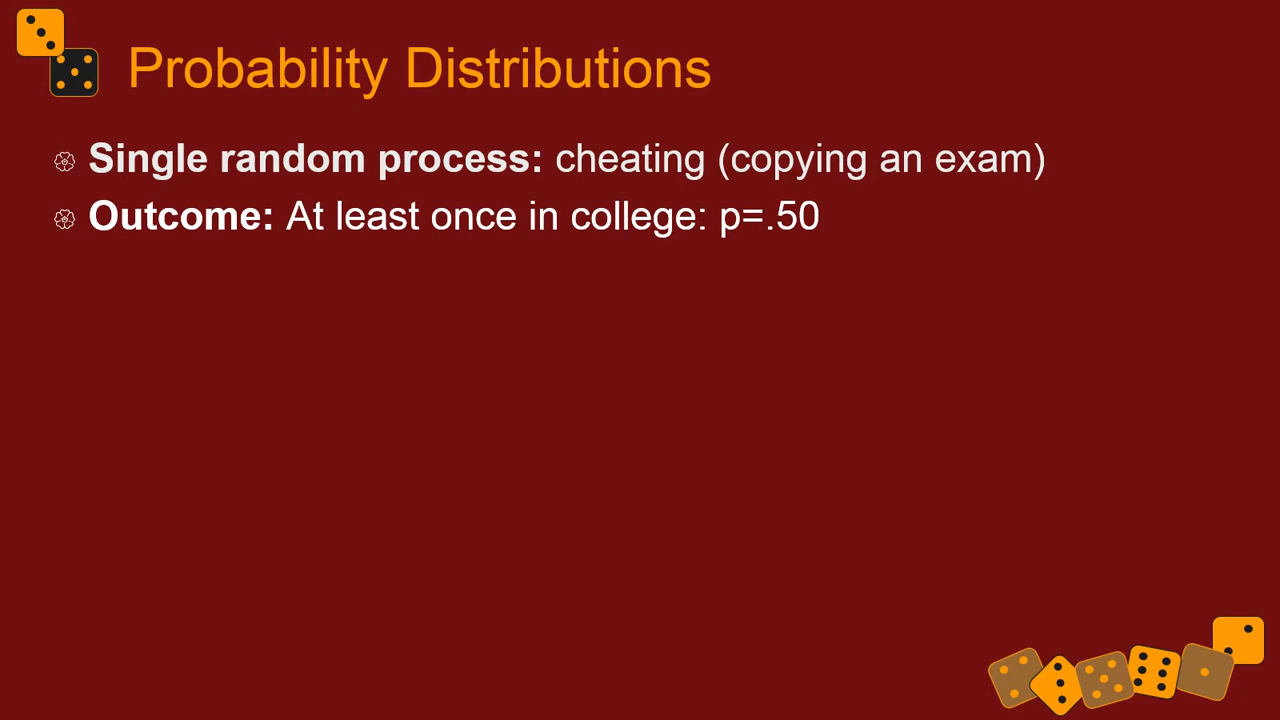 Probability Distributions
Single random process: cheating (copying an exam)
Outcome: At least once in college: p=.50